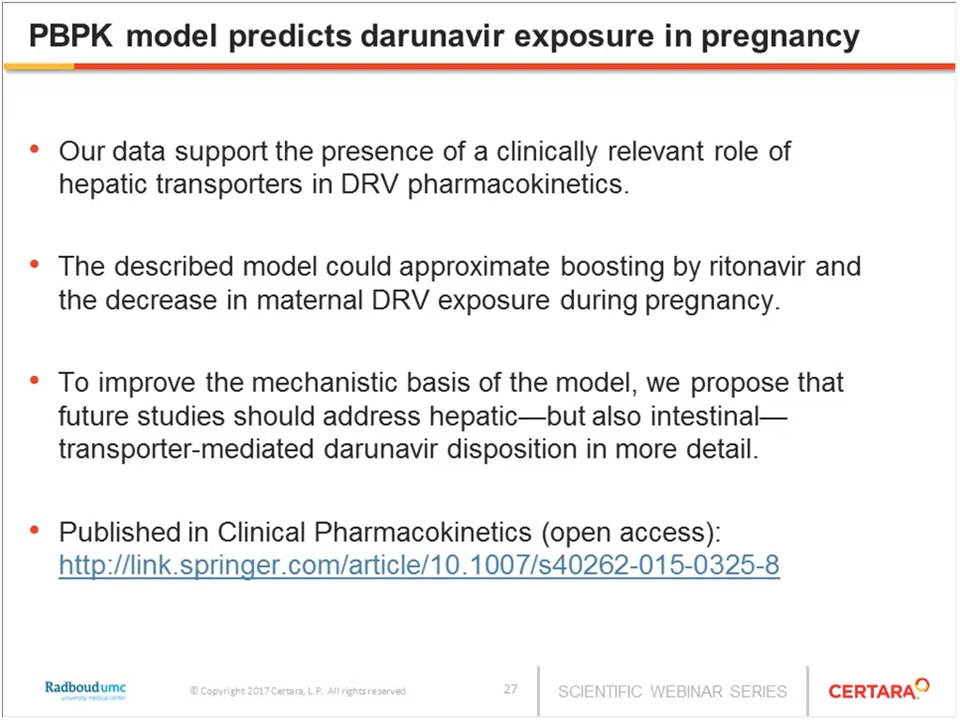 PBPK model predicts darunavir exposure in pregnancy
• Our data support the presence of a clinically relevant role of
hepatic transporters in DRV pharmacokinetics.
• The described model could approximate boosting by ritonavir and
the decrease in maternal DRV exposure during pregnancy.
• To improve the mechanistic basis of the model, we propose that
future studies should address hepatic—but also intestinal—
transporter-mediated darunavir disposition in more detail.
• Published in Clinical Pharmacokinetics (open access):
http://link.springer.com/article/10.1007/s40262-015-0325-8
Radboudumc
university medical center
© Copyright 2017 Certara, L.P. All rights reserved.
27
SCIENTIFIC WEBINAR SERIES
CERTARA